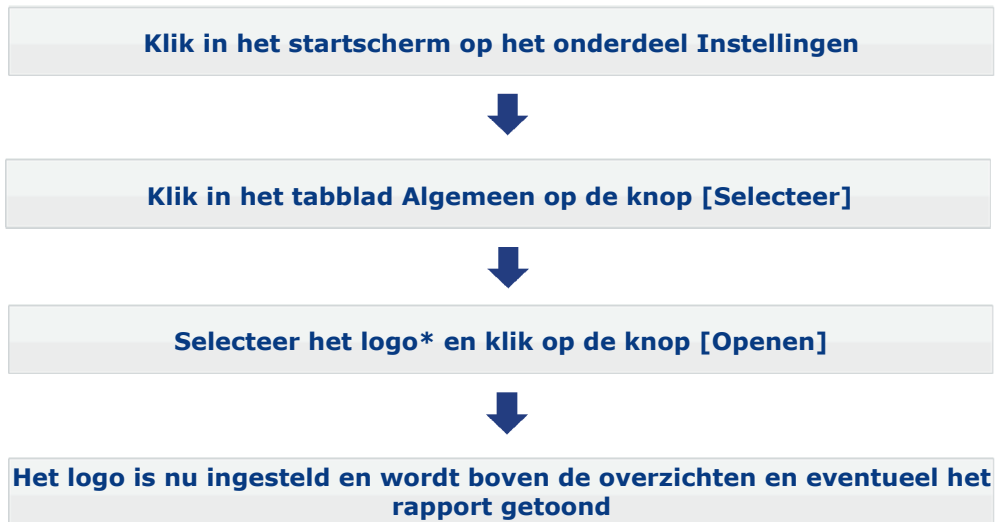 Klik in het startscherm op het onderdeel Instellingen
Klik in het tabblad Algemeen op de knop [Selecteer]
Selecteer het logo* en klik op de knop [Openen]
Het logo is nu ingesteld en wordt boven de overzichten en eventueel het
rapport getoond